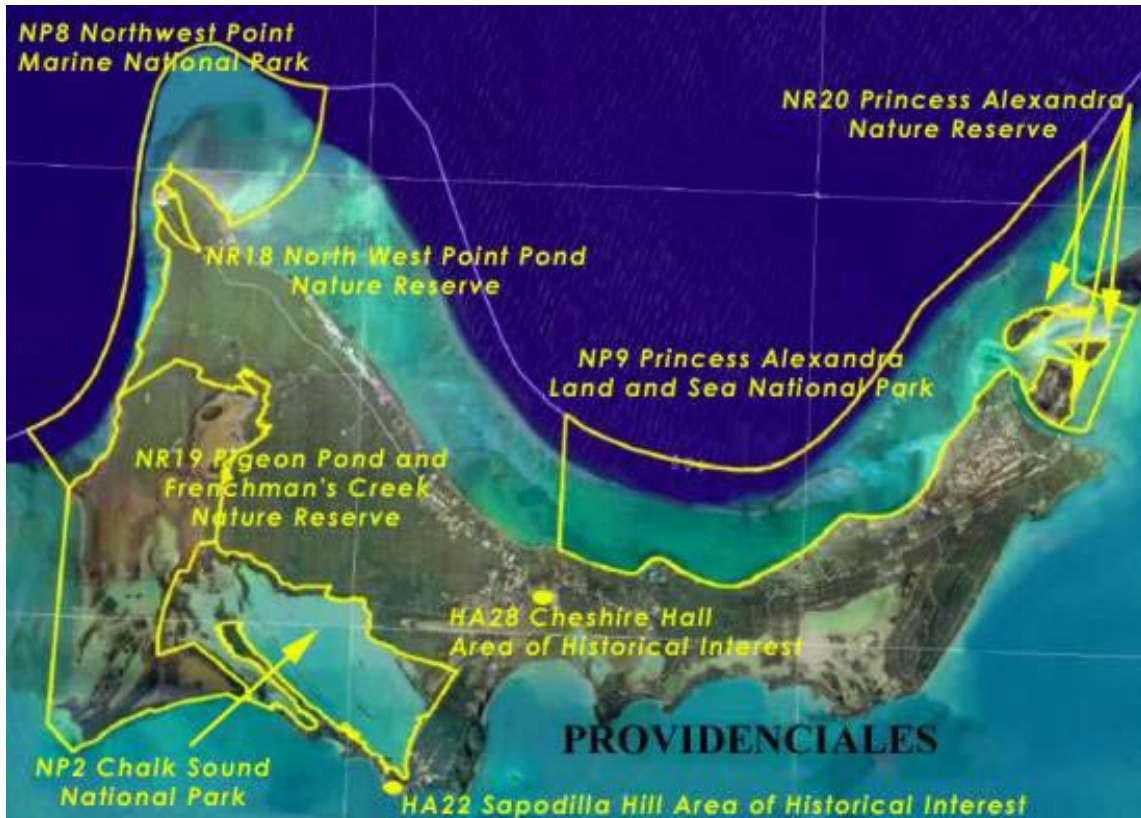 NP8 Northwest Point
Marine National Park
NR20 Princess Alexandra
Nature Reserve
NR18 North West Point Pond
Nature Reserve
NP9 Princess Alexandra
Land and Sea National Park
NR19 Pigeon Pond and
Frenchman's Creek
Nature Reserve
HA28 Cheshire Hall
Area of Historical Interest
PROVIDENCIALES
NP2 Chalk Sound
National Park
HA22 Sapodilla Hill Area of Historical Interest